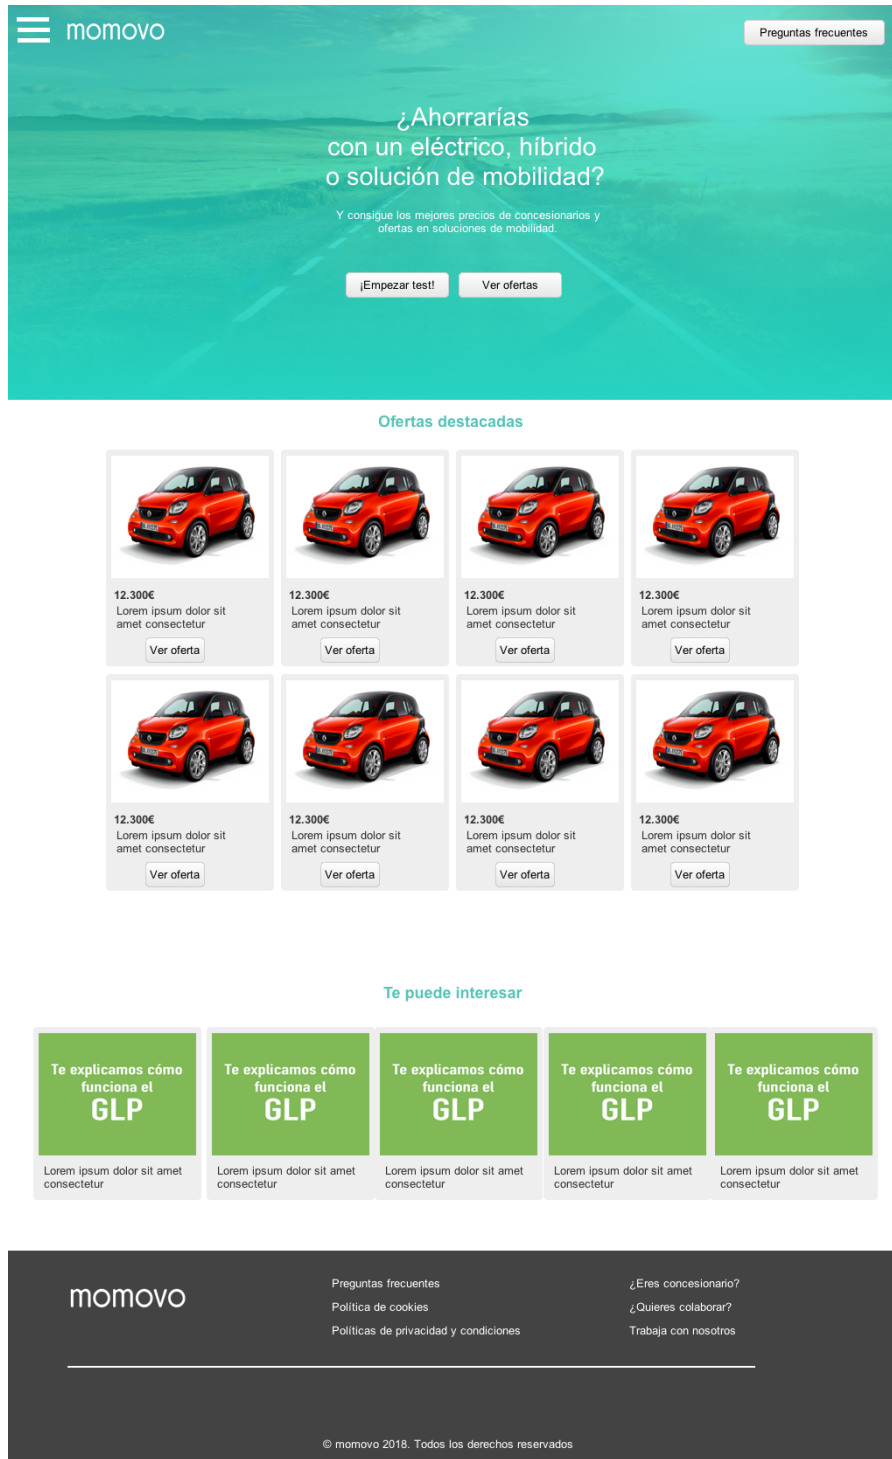 momovo
Preguntas frecuentes
¿Ahorrarías
con un eléctrico, híbrido
o solución de mobilidad?
Y consigue los mejores precios de concesionarios y
ofertas en soluciones de mobilidad.
¡Empezar test!
Ver ofertas
Ofertas destacadas
12.300€
Lorem ipsum dolor sit
amet consectetur
Ver oferta
12.300€
Lorem ipsum dolor sit
amet consectetur
Ver oferta
12.300€
Lorem ipsum dolor sit
amet consectetur
Ver oferta
12.300€
Lorem ipsum dolor sit
amet consectetur
Ver oferta
12.300€
Lorem ipsum dolor sit
amet consectetur
Ver oferta
12.300€
Lorem ipsum dolor sit
amet consectetur
Ver oferta
12.300€
Lorem ipsum dolor sit
amet consectetur
Ver oferta
12.300€
Lorem ipsum dolor sit
amet consectetur
Ver oferta
Te puede interesar
Te explicamos cómo
funciona el
GLP
Lorem ipsum dolor sit amet
consectetur
Te explicamos cómo
funciona el
GLP
Lorem ipsum dolor sit amet
consectetur
Te explicamos cómo
funciona el
GLP
Lorem ipsum dolor sit amet
consectetur
Te explicamos cómo
funciona el
GLP
Lorem ipsum dolor sit amet
consectetur
Te explicamos cómo
funciona el
GLP
Lorem ipsum dolor sit amet
consectetur
momovo
Preguntas frecuentes
Política de cookies
Políticas de privacidad y condiciones
¿Eres concesionario?
¿Quieres colaborar?
Trabaja con nosotros
© momovo 2018. Todos los derechos reservados